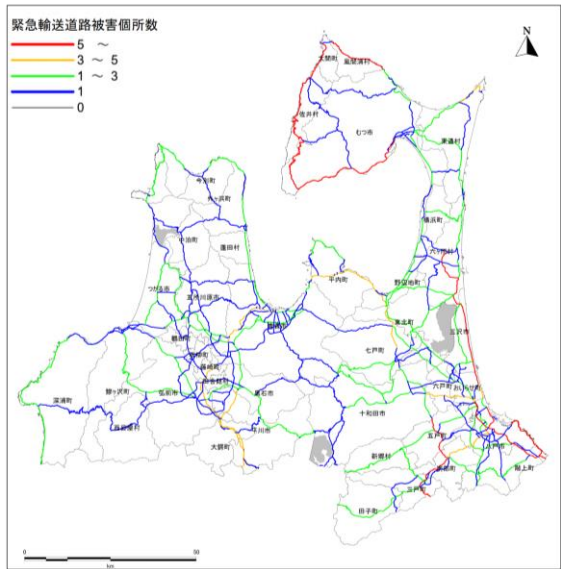 緊急輸送道路被害個所数
5 ～
3 ～ 5
1 ～ 3
1
0
N
大間町
風間浦村
佐井村
むつ市
東通村
今別町
外ヶ浜町
横浜町
蓬田村
六ヶ所村
平内町
野辺地町
つがる市
五所川原市
東北町
三沢市
鶴田町
七戸町
藤崎町
六戸町
おいらせ町
深浦町
鰺ヶ沢町
弘前市
黒石市
十和田市
西目屋村
平川市
五戸町
八戸市
大鰐町
新郷村
南部町
階上町
三戸町
田子町
0
50
km